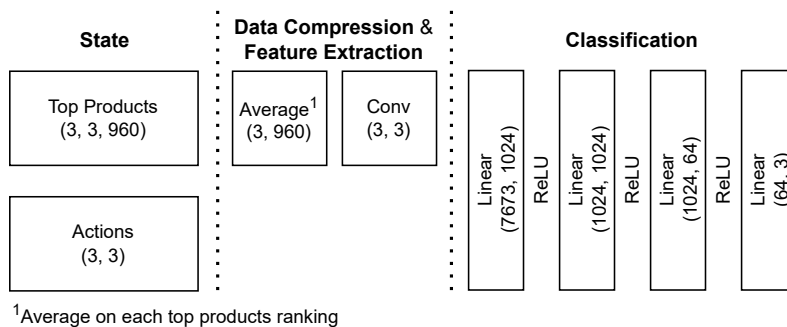 State
Data Compression &
Feature Extraction
Classification
Top Products
(3, 3, 960)
Average1
(3, 960)
Conv
(3, 3)
Linear
(7673, 1024)
ReLU
Linear
(1024, 1024)
ReLU
Linear
(1024, 64)
ReLU
Linear
(64, 3)
Actions
(3, 3)
1Average on each top products ranking